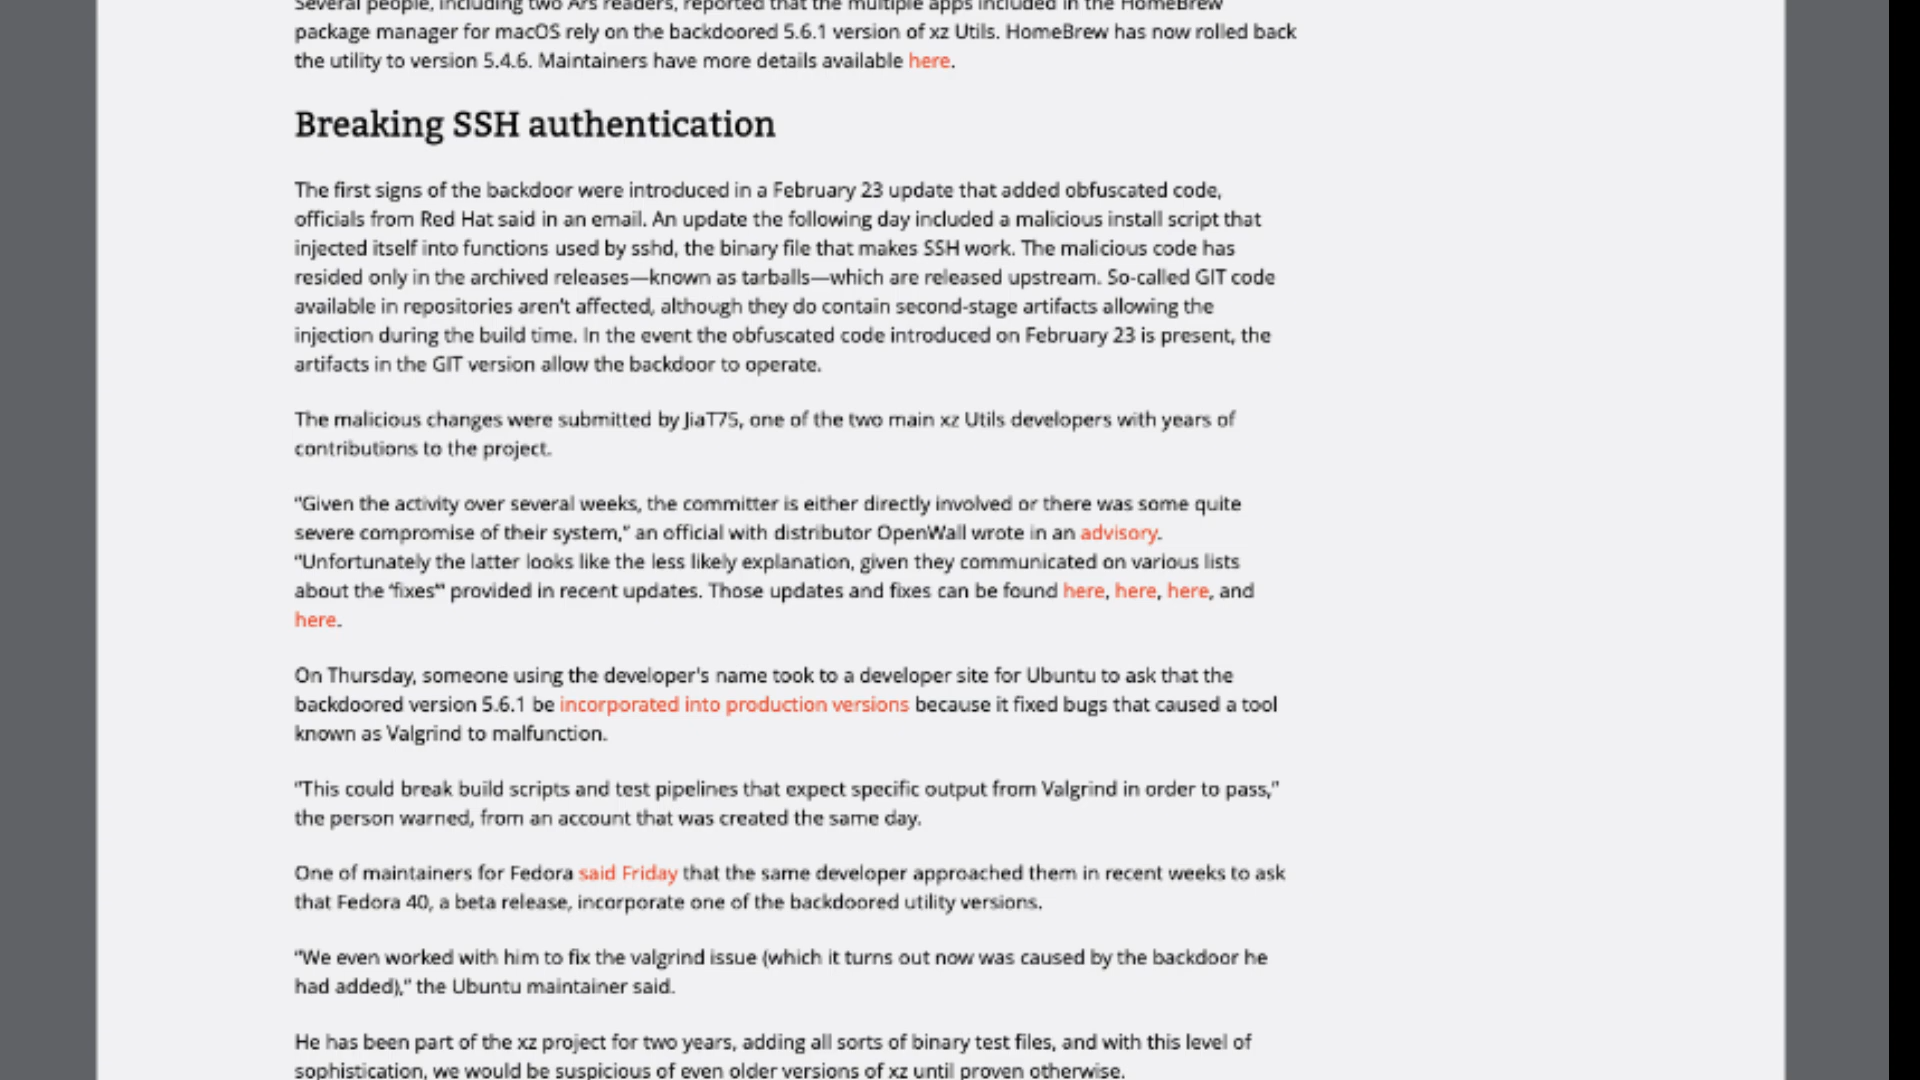 Several people, including two Ars readers, reported that the multiple apps included in the HomeBrew
package manager for macOS rely on the backdoored 5.6.1 version of xz Utils. HomeBrew has now rolled back
the utility to version 5.4.6. Maintainers have more details available here.
Breaking SSH authentication
The first signs of the backdoor were introduced in a February 23 update that added obfuscated code,
officials from Red Hat said in an email. An update the following day included a malicious install script that
injected itself into functions used by sshd, the binary file that makes SSH work. The malicious code has
resided only in the archived releases—known as tarballs—which are released upstream. So-called GIT code
available in repositories aren't affected, although they do contain second-stage artifacts allowing the
injection during the build time. In the event the obfuscated code introduced on February 23 is present, the
artifacts in the GIT version allow the backdoor to operate.
The malicious changes were submitted by JiaT75, one of the two main xz Utils developers with years of
contributions to the project.
"Given the activity over several weeks, the committer is either directly involved or there was some quite
severe compromise of their system," an official with distributor OpenWall wrote in an advisory.
"Unfortunately the latter looks like the less likely explanation, given they communicated on various lists
about the 'fixes'" provided in recent updates. Those updates and fixes can be found here, here, here, and
here.
On Thursday, someone using the developer's name took to a developer site for Ubuntu to ask that the
backdoored version 5.6.1 be incorporated into production versions because it fixed bugs that caused a tool
known as Valgrind to malfunction.
"This could break build scripts and test pipelines that expect specific output from Valgrind in order to pass,"
the person warned, from an account that was created the same day.
One of maintainers for Fedora said Friday that the same developer approached them in recent weeks to ask
that Fedora 40, a beta release, incorporate one of the backdoored utility versions.
"We even worked with him to fix the valgrind issue (which it turns out now was caused by the backdoor he
had added)," the Ubuntu maintainer said.
He has been part of the xz project for two years, adding all sorts of binary test files, and with this level of
sophistication, we would be suspicious of even older versions of xz until proven otherwise.